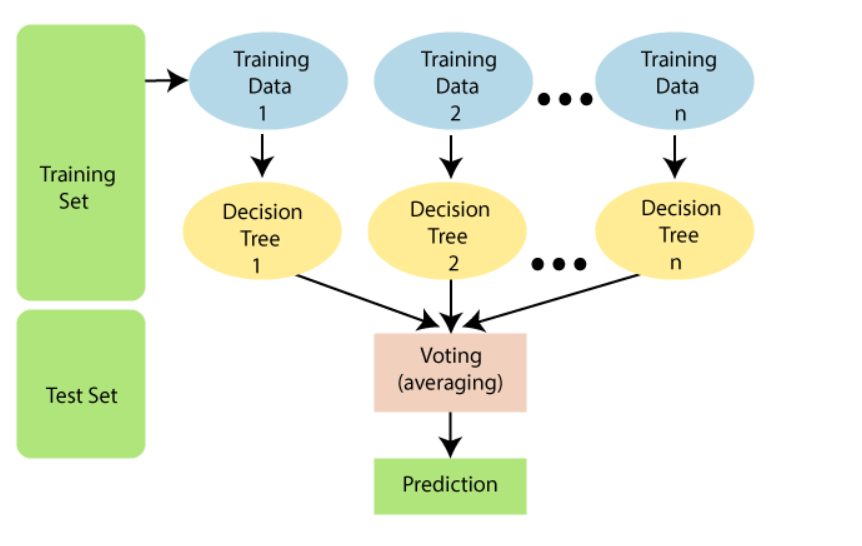 Training
Set
Training
Data
1
Training
Data
2
Training
Data
n
Decision
Tree
1
Decision
Tree
2
Decision
Tree
n
Voting
(averaging)
Test Set
Prediction